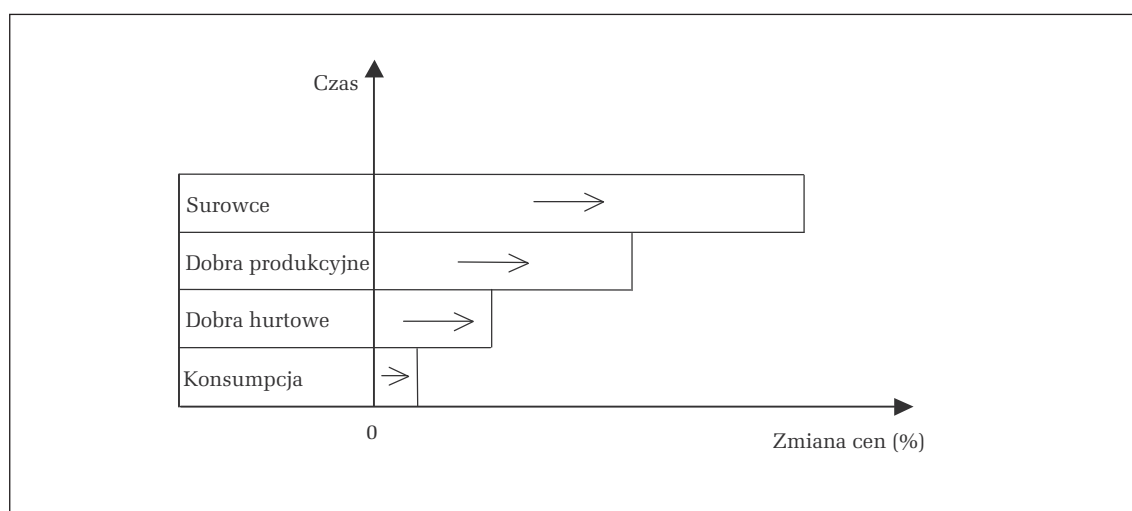 Czas
Surowce
Dobra produkcyjne
Dobra hurtowe
Konsumpcja
0
Zmiana cen (%)